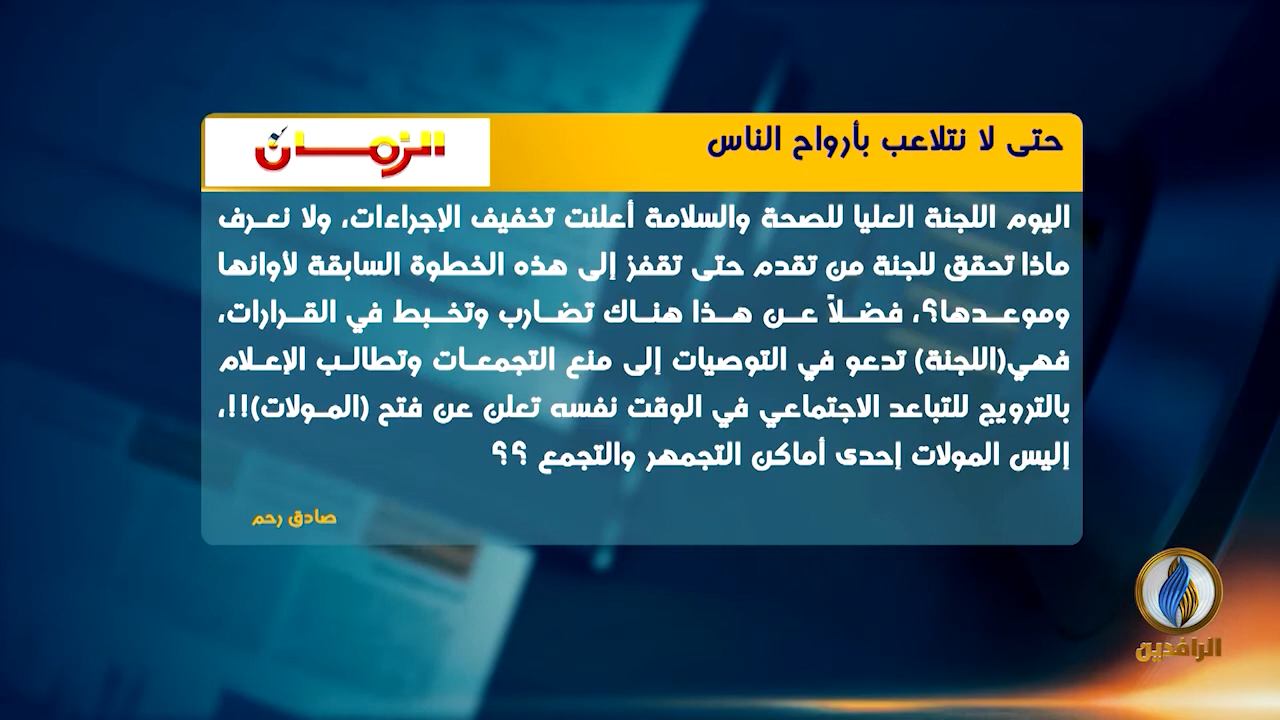 حتى لا نتلاعب بأرواح الناس
الزمان
اليوم اللجنة العليا للصحة والسلامة أعلنت تخفيف الإجراءات، ولا نعرف
ماذا تحقق للجنة من تقدم حتى تقفز إلى هذه الخطوة السابقة لأوانها
وموعدها؟، فضلاً عن هذا هناك تضارب وتخبط في القرارات،
فهي(اللجنة) تدعو في التوصيات إلى منع التجمعات وتطالب الإعلام
بالترويج للتباعد الاجتماعي في الوقت نفسه تعلن عن فتح (المولات)!!،
إليس المولات إحدى أماكن التجمهر والتجمع ؟؟
صادق رحم
الرافدين